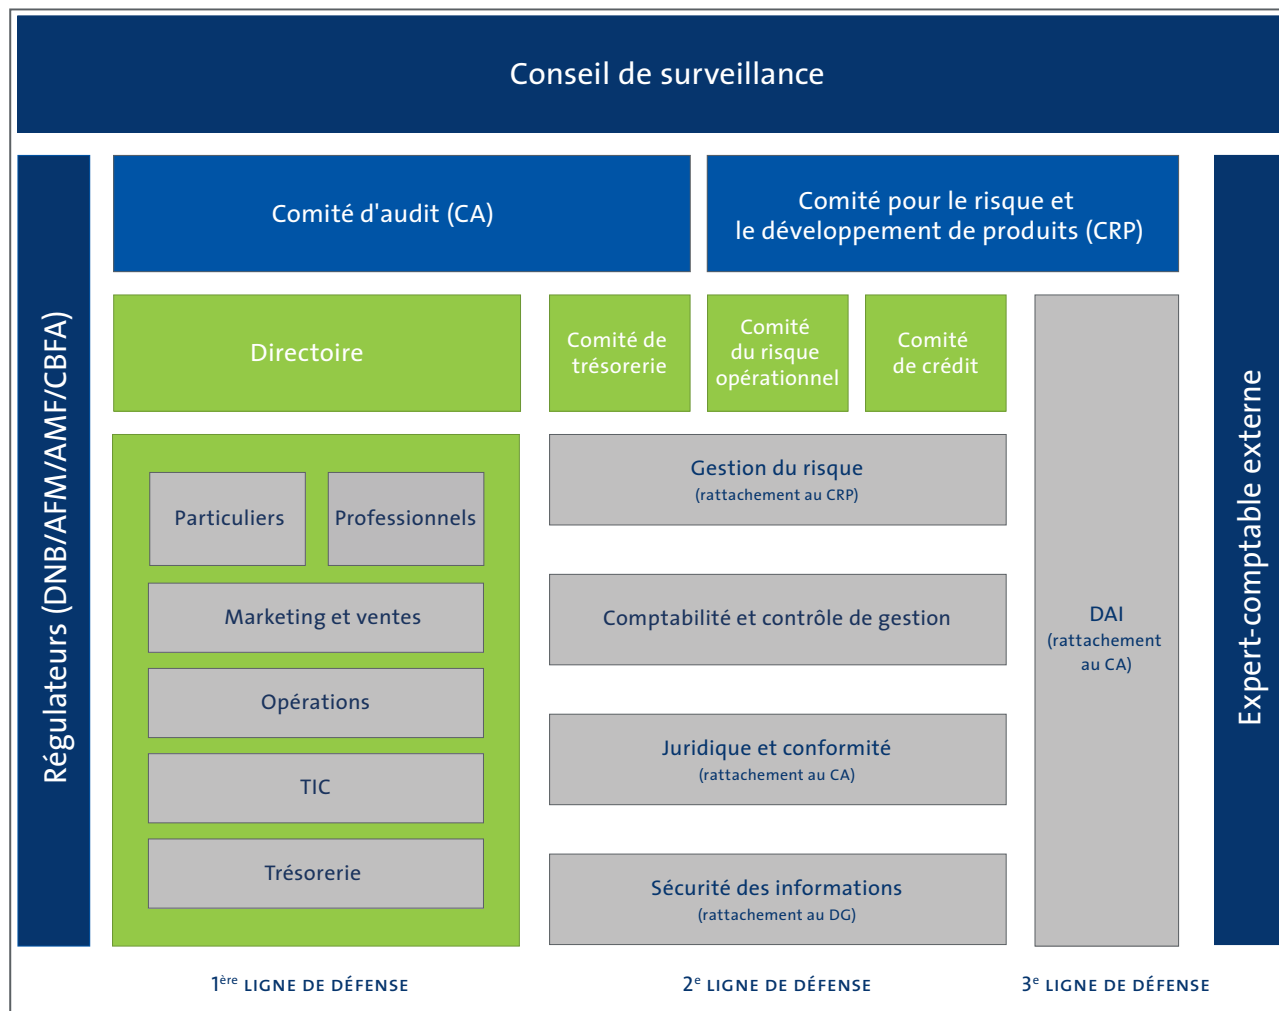 Conseil de surveillance
Régulateurs (DNB/AFM/AMF/CBFA)
Comité d'audit (CA)
Comité pour le risque et
le développement de produits (CRP)
Expert-comptable externe
Directoire
Comité de
trésorerie
Comité
du risque
opérationnel
Comité
de crédit
Particuliers
Professionnels
Marketing et ventes
Opérations
TIC
Trésorerie
Gestion du risque
(rattachement au CRP)
Comptabilité et contrôle de gestion
Juridique et conformité
(rattachement au CA)
Sécurité des informations
(rattachement au DG)
DAI
(rattachement
au CA)
1ère LIGNE DE DÉFENSE
2e LIGNE DE DÉFENSE
3e LIGNE DE DÉFENSE